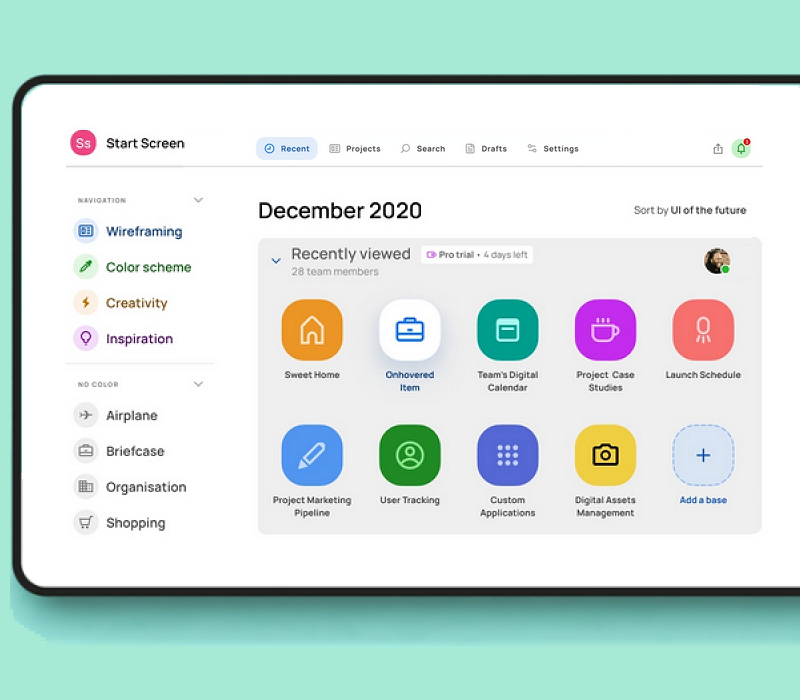 Ss Start Screen
Recent Projects Search Drafts Settings
NAVIGATION
Wireframing
Color scheme
Creativity
Inspiration
NO COLOR
Airplane
Briefcase
Organisation
Shopping
December 2020
Sort by UI of the future
Recently viewed
Pro trial • 4 days left
28 team members
Sweet Home
Onhovered
Item
Team's Digital
Calendar
Project Case
Studies
Launch Schedule
Project Marketing
Pipeline
User Tracking
Custom
Applications
Digital Assets
Management
Add a base